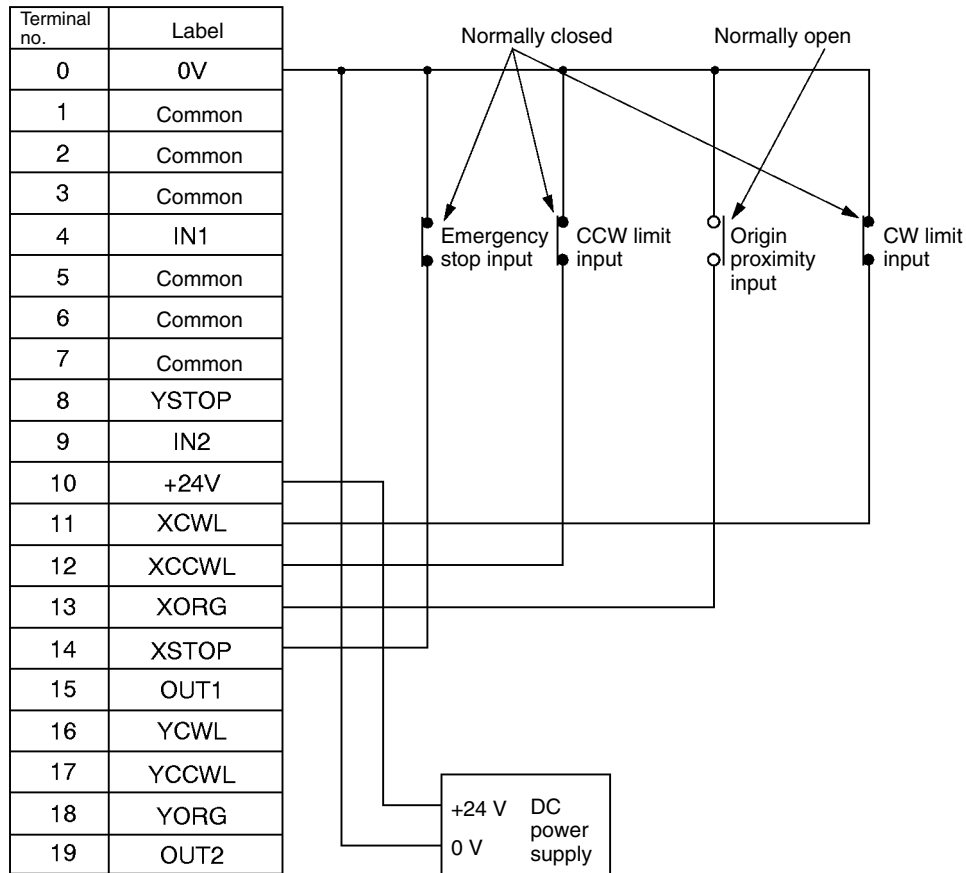 Terminal
no.
Label
0 0V
1 Common
2 Common
3 Common
4 IN1
5 Common
6 Common
7 Common
8 YSTOP
9 IN2
10 +24V
11 XCWL
12 XCCWL
13 XORG
14 XSTOP
15 OUT1
16 YCWL
17 YCCWL
18 YORG
19 OUT2
Normally closed
Normally open
Emergency
stop input
CCW limit
input
Origin
proximity
input
CW limit
input
+24 V
0 V
DC
power
supply